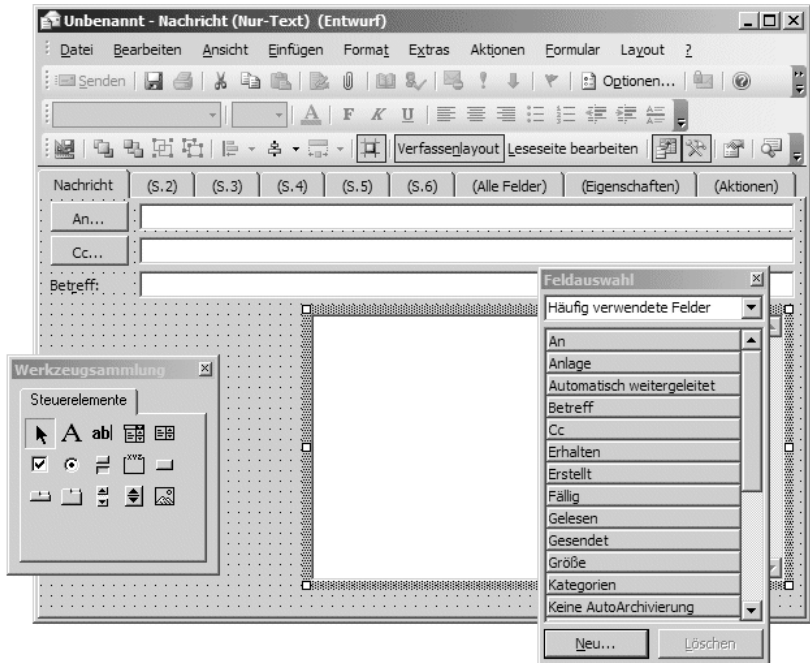 Unbenannt - Nachricht (Nur-Text) (Entwurf)
Datei Bearbeiten Ansicht Einfügen Format Extras Aktionen Formular Layout ?
Senden Optionen...
A F K U
Verfassenlayout Leseseite bearbeiten
Nachricht (S.2) (S.3) (S.4) (S.5) (S.6) (Alle Felder) (Eigenschaften) (Aktionen)
An...
Cc...
Betreff:
Feldauswahl
Häufig verwendete Felder
An
Anlage
Automatisch weitergeleitet
Betreff
Cc
Erhalten
Erstellt
Fällig
Gelesen
Gesendet
Größe
Kategorien
Keine AutoArchivierung
Neu... Löschen
Werkzeugsammlung
Steuerelemente
A ab|
XYZ